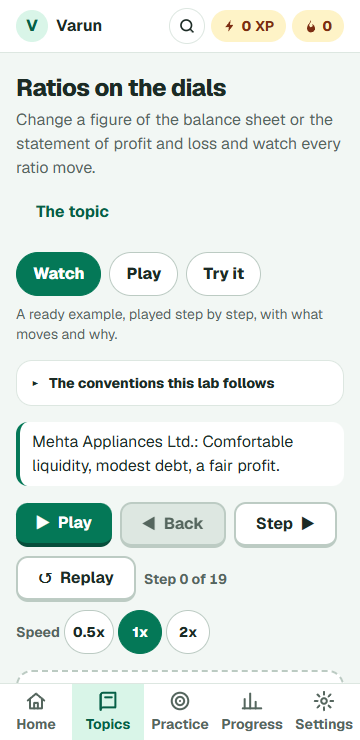 V Varun 0 XP 0
Ratios on the dials
Change a figure of the balance sheet or the
statement of profit and loss and watch every
ratio move.
The topic
Watch Play Try it
A ready example, played step by step, with what
moves and why.
▸ The conventions this lab follows
Mehta Appliances Ltd.: Comfortable
liquidity, modest debt, a fair profit.
▶ Play ◀ Back Step ▶
↺ Replay Step 0 of 19
Speed 0.5x 1x 2x
Home Topics Practice Progress Settings